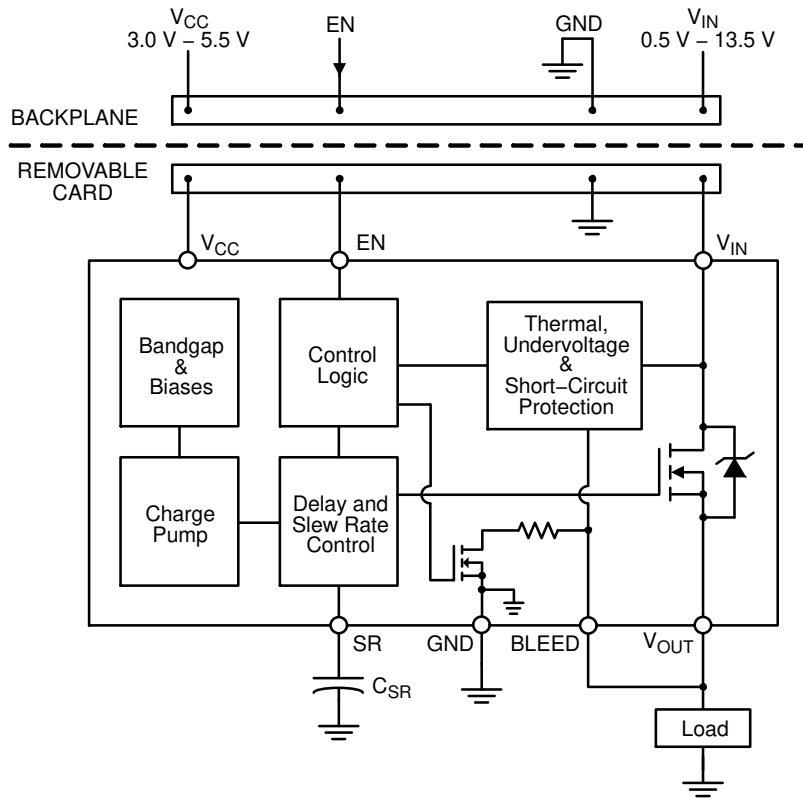 VCC
3.0 V – 5.5 V
EN
GND
VIN
0.5 V – 13.5 V
BACKPLANE
REMOVABLE
CARD
VCC
EN
VIN
Bandgap
&
Biases
Control
Logic
Thermal,
Undervoltage
&
Short–Circuit
Protection
Charge
Pump
Delay and
Slew Rate
Control
SR
GND
BLEED
VOUT
CSR
Load